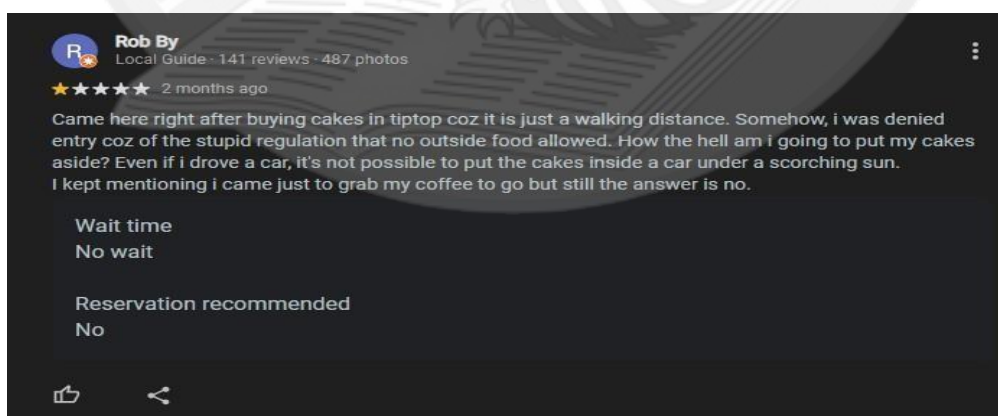 R
Rob By
Local Guide · 141 reviews · 487 photos
2 months ago
Came here right after buying cakes in tiptop coz it is just a walking distance. Somehow, i was denied
entry coz of the stupid regulation that no outside food allowed. How the hell am i going to put my cakes
aside? Even if i drove a car, it's not possible to put the cakes inside a car under a scorching sun.
I kept mentioning i came just to grab my coffee to go but still the answer is no.
Wait time
No wait
Reservation recommended
No